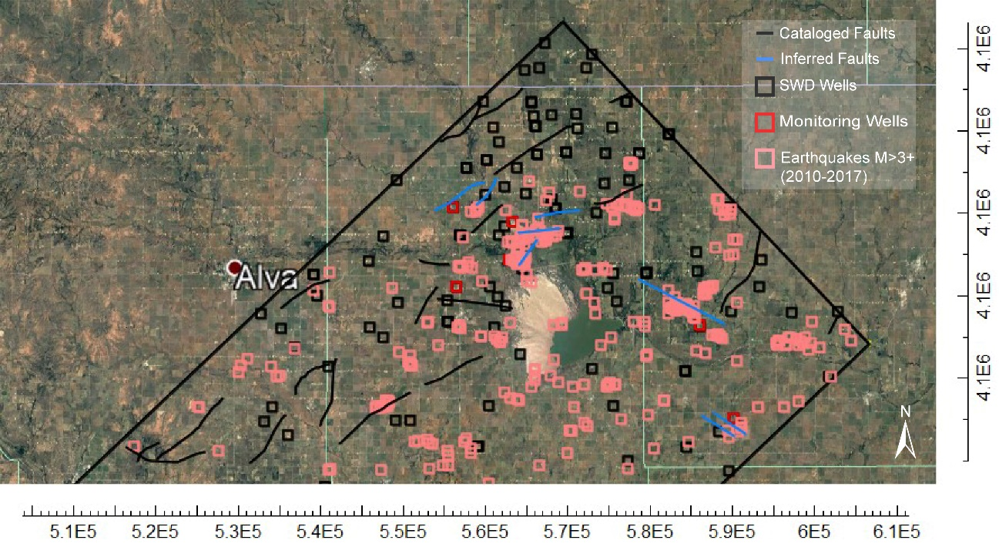 Cataloged Faults
Inferred Faults
SWD Wells
Monitoring Wells
Earthquakes M>3+
(2010-2017)
Alva
N
4.1E6
4.1E6
4.1E6
4.1E6
4.1E6
5.1E5 5.2E5 5.3E5 5.4E5 5.5E5 5.6E5 5.7E5 5.8E5 5.9E5 6E5 6.1E5